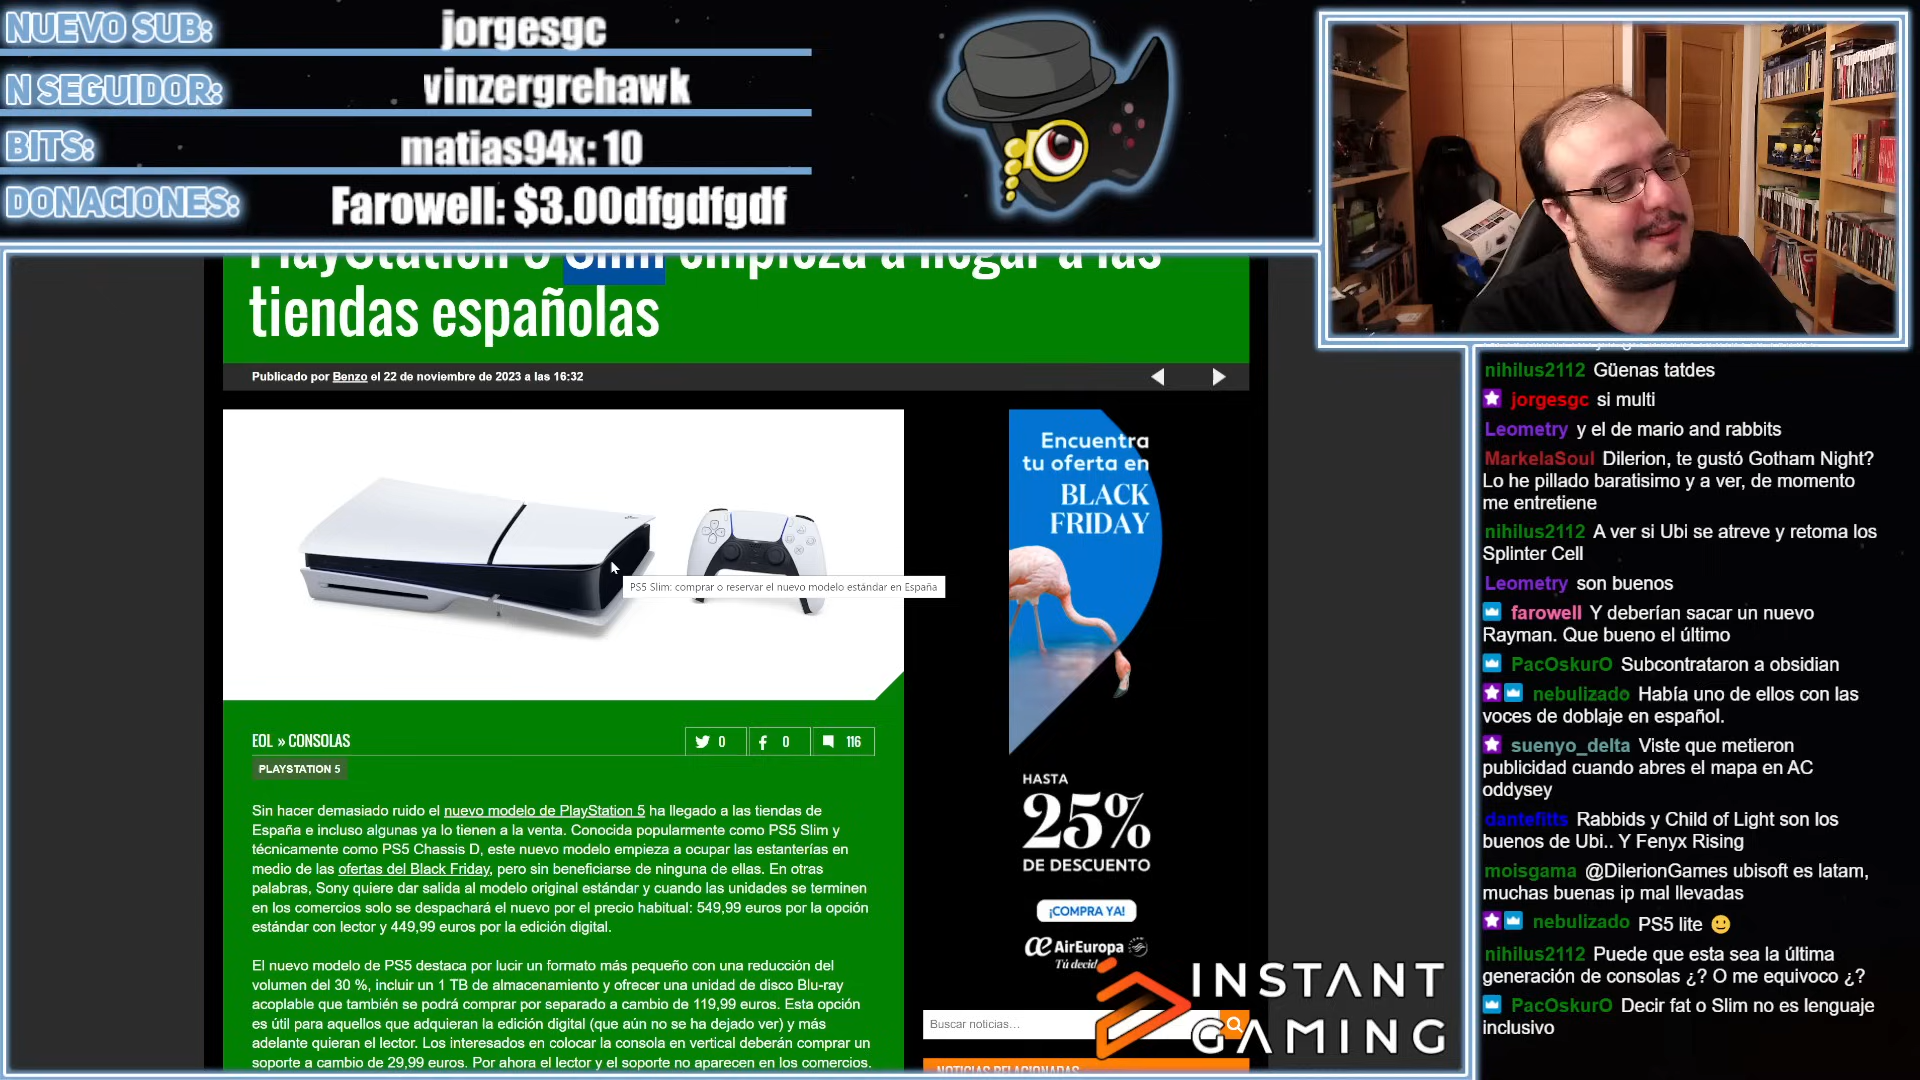 NUEVO SUB: jorgesgc
N SEGUIDOR: vinzergrehawk
BITS: matias94x: 10
DONACIONES: Farowell: $3.00dfgdfgdf
PlayStation 5 Slim empieza a llegar a las
tiendas españolas
Publicado por Benzo el 22 de noviembre de 2023 a las 16:32
PS5 Slim: comprar o reservar el nuevo modelo estándar en España
EOL » CONSOLAS
0 0 116
PLAYSTATION 5
Sin hacer demasiado ruido el nuevo modelo de PlayStation 5 ha llegado a las tiendas de
España e incluso algunas ya lo tienen a la venta. Conocida popularmente como PS5 Slim y
técnicamente como PS5 Chassis D, este nuevo modelo empieza a ocupar las estanterías en
medio de las ofertas del Black Friday, pero sin beneficiarse de ninguna de ellas. En otras
palabras, Sony quiere dar salida al modelo original estándar y cuando las unidades se terminen
en los comercios solo se despachará el nuevo por el precio habitual: 549,99 euros por la opción
estándar con lector y 449,99 euros por la edición digital.
El nuevo modelo de PS5 destaca por lucir un formato más pequeño con una reducción del
volumen del 30 %, incluir un 1 TB de almacenamiento y ofrecer una unidad de disco Blu-ray
acoplable que también se podrá comprar por separado a cambio de 119,99 euros. Esta opción
es útil para aquellos que adquieran la edición digital (que aún no se ha dejado ver) y más
adelante quieran el lector. Los interesados en colocar la consola en vertical deberán comprar un
soporte a cambio de 29,99 euros. Por ahora el lector y el soporte no aparecen en los comercios.
Encuentra
tu oferta en
BLACK
FRIDAY
HASTA
25%
DE DESCUENTO
¡COMPRA YA!
AirEuropa
Tú decid
Buscar noticias...
NOTICIAS RELACIONADAS
INSTANT
GAMING
nihilus2112 Güenas tatdes
jorgesgc si multi
Leometry y el de mario and rabbits
MarkelaSoul Dilerion, te gustó Gotham Night?
Lo he pillado baratisimo y a ver, de momento
me entretiene
nihilus2112 A ver si Ubi se atreve y retoma los
Splinter Cell
Leometry son buenos
farowell Y deberían sacar un nuevo
Rayman. Que bueno el último
PacOskurO Subcontrataron a obsidian
nebulizado Había uno de ellos con las
voces de doblaje en español.
suenyo_delta Viste que metieron
publicidad cuando abres el mapa en AC
oddysey
dantefitts Rabbids y Child of Light son los
buenos de Ubi.. Y Fenyx Rising
moisgama @DilerionGames ubisoft es latam,
muchas buenas ip mal llevadas
nebulizado PS5 lite 🙂
nihilus2112 Puede que esta sea la última
generación de consolas ¿? O me equivoco ¿?
PacOskurO Decir fat o Slim no es lenguaje
inclusivo